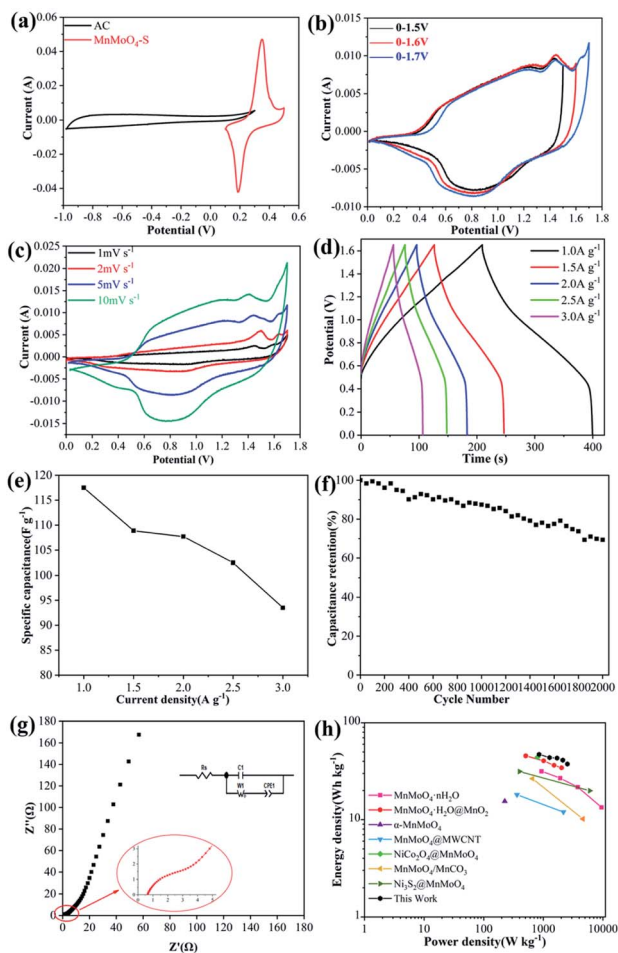 (a)
AC
MnMoO4-S
0.06
0.04
0.02
0.00
-0.02
-0.04
Current (A)
-1.0 -0.8 -0.6 -0.4 -0.2 0.0 0.2 0.4 0.6
Potential (V)
(b)
0-1.5V
0-1.6V
0-1.7V
0.015
0.010
0.005
0.000
-0.005
-0.010
Current (A)
0.0 0.2 0.4 0.6 0.8 1.0 1.2 1.4 1.6 1.8
Potential (V)
(c)
1mV s-1
2mV s-1
5mV s-1
10mV s-1
0.025
0.020
0.015
0.010
0.005
0.000
-0.005
-0.010
-0.015
Current (A)
0.0 0.2 0.4 0.6 0.8 1.0 1.2 1.4 1.6 1.8
Potential (V)
(d)
1.0A g-1
1.5A g-1
2.0A g-1
2.5A g-1
3.0A g-1
1.6
1.4
1.2
1.0
0.8
0.6
0.4
0.2
0.0
Potential (V)
0 100 200 300 400
Time (s)
(e)
120
115
110
105
100
95
90
85
80
Specific capacitance(F g-1)
1.0 1.5 2.0 2.5 3.0
Current density(A g-1)
(f)
100
80
60
40
20
0
Capacitance retention(%)
0 200 400 600 800 1000 1200 1400 1600 1800 2000
Cycle Number
(g)
180
160
140
120
100
80
60
40
20
0
Z''(Ω)
Rs C1
W1 CPE1
0 20 40 60 80 100 120 140 160 180
Z'(Ω)
(h)
100
10
1
Energy density(Wh kg-1)
MnMoO4·nH2O
MnMoO4·H2O@MnO2
α-MnMoO4
MnMoO4@MWCNT
NiCo2O4@MnMoO4
MnMoO4/MnCO3
Ni3S2@MnMoO4
This Work
1 10 100 1000 10000
Power density(W kg-1)